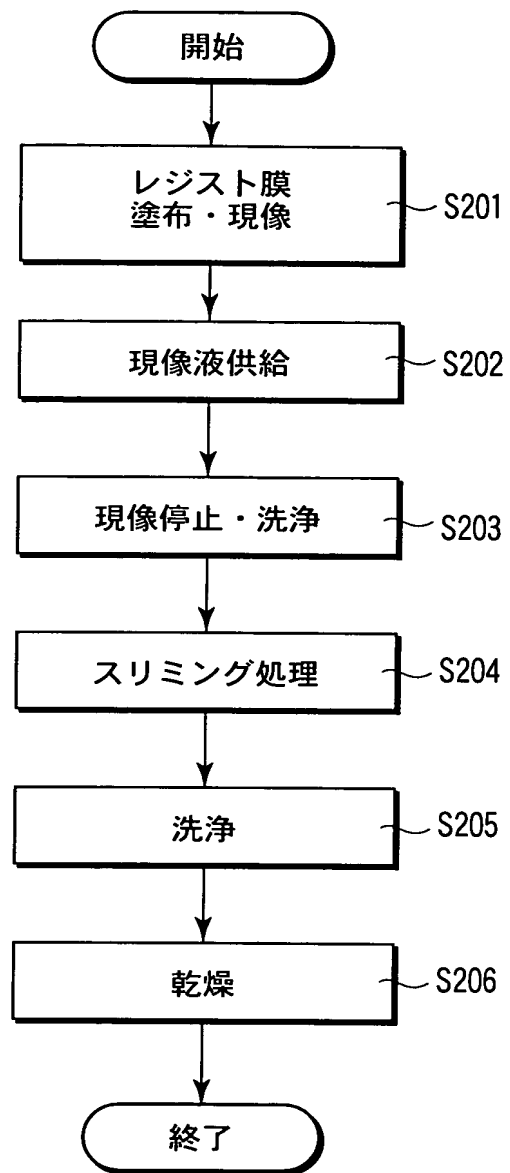 開始
レジスト膜
塗布・現像
S201
現像液供給
S202
現像停止・洗浄
S203
スリミング処理
S204
洗浄
S205
乾燥
S206
終了